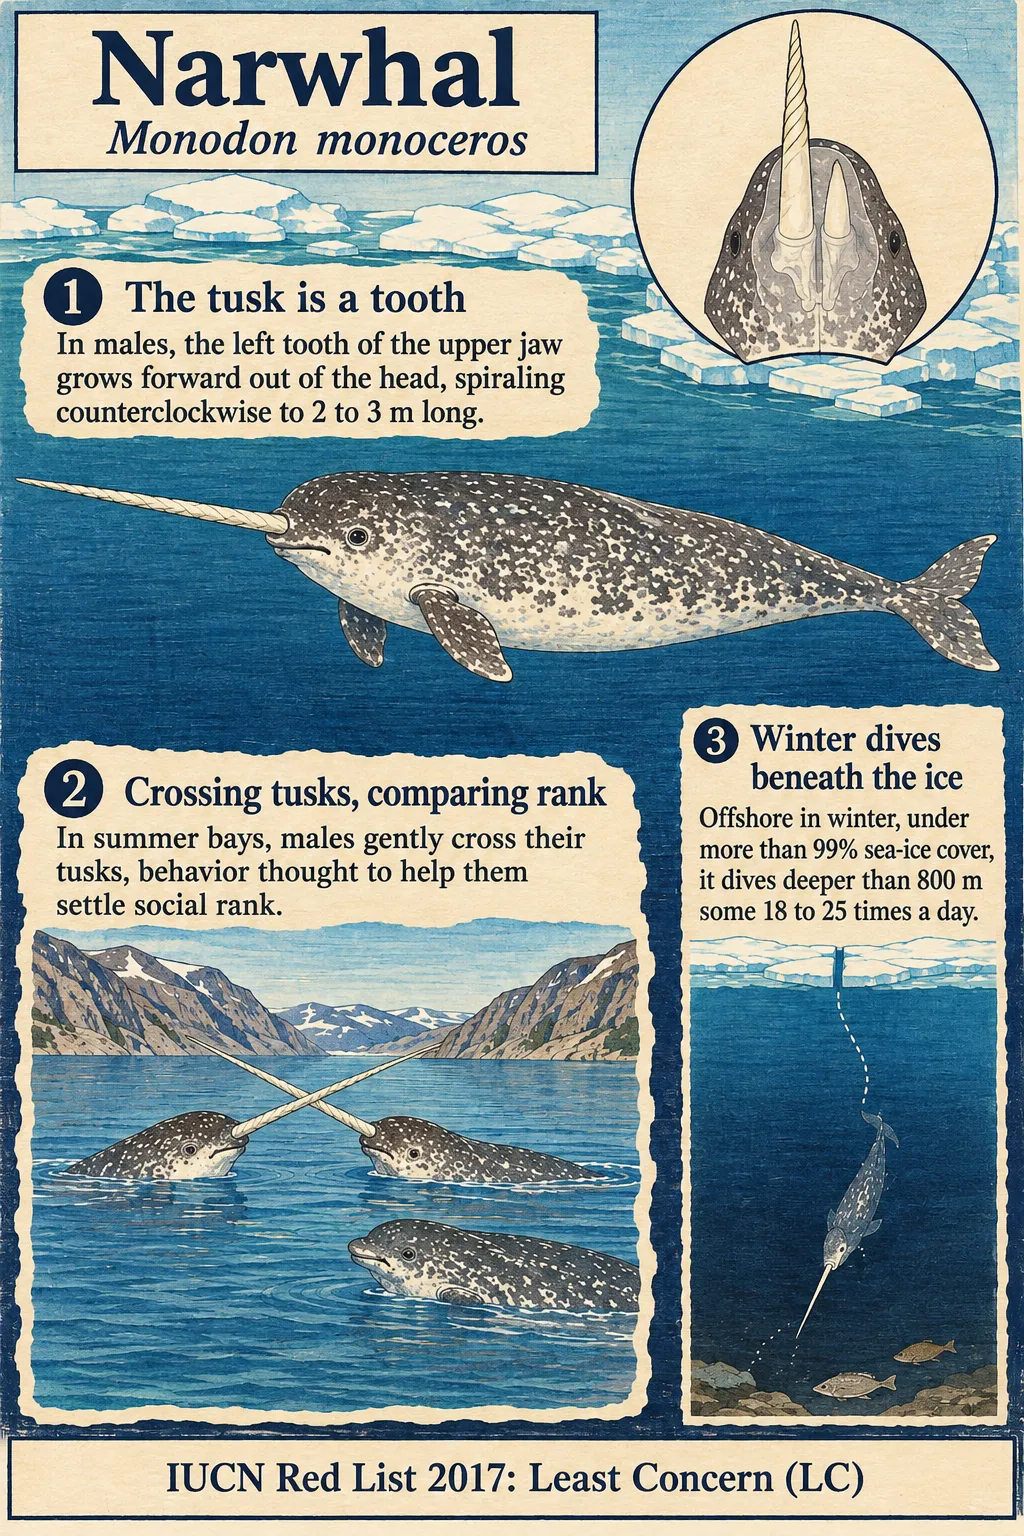 Narwhal
Monodon monoceros
1 The tusk is a tooth
In males, the left tooth of the upper jaw
grows forward out of the head, spiraling
counterclockwise to 2 to 3 m long.
2 Crossing tusks, comparing rank
In summer bays, males gently cross their
tusks, behavior thought to help them
settle social rank.
3 Winter dives
beneath the ice
Offshore in winter, under
more than 99% sea-ice cover,
it dives deeper than 800 m
some 18 to 25 times a day.
IUCN Red List 2017: Least Concern (LC)